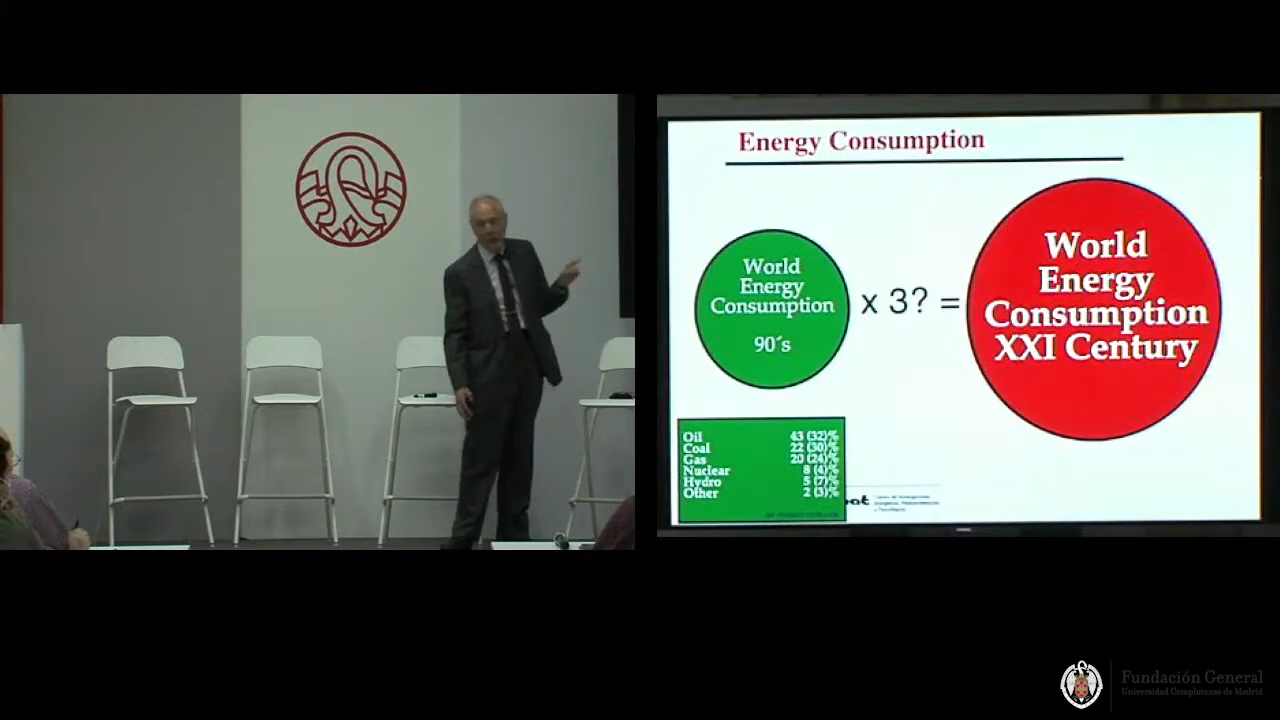 Energy Consumption
World
Energy
Consumption
90´s
x 3? =
World
Energy
Consumption
XXI Century
Oil 43 (32)%
Coal 22 (30)%
Gas 20 (24)%
Nuclear 8 (4)%
Hydro 5 (7)%
Other 2 (3)%
Fundación General
Universidad Complutense de Madrid